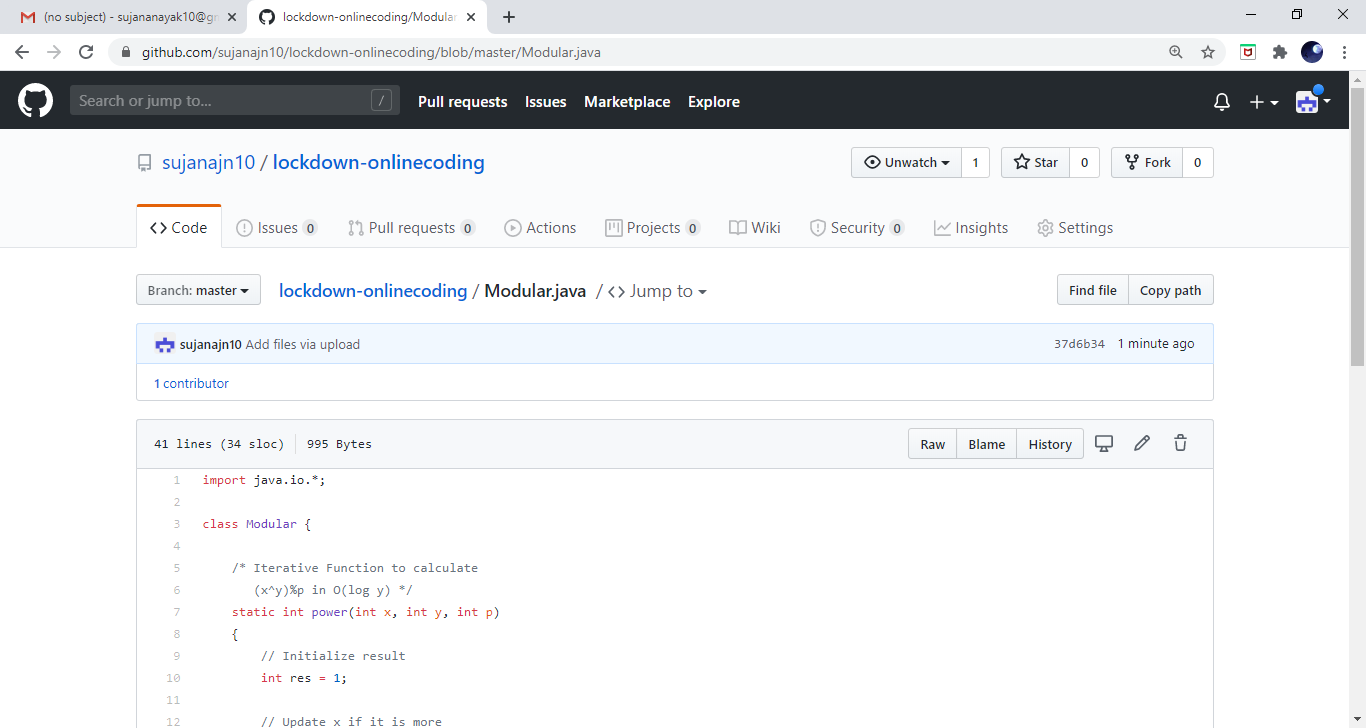 (no subject) - sujananayak10@gm
lockdown-onlinecoding/Modular
github.com/sujanajn10/lockdown-onlinecoding/blob/master/Modular.java
Search or jump to... /
Pull requests Issues Marketplace Explore
sujanajn10 / lockdown-onlinecoding
Unwatch 1 Star 0 Fork 0
Code Issues 0 Pull requests 0 Actions Projects 0 Wiki Security 0 Insights Settings
Branch: master lockdown-onlinecoding / Modular.java / <> Jump to Find file Copy path
sujanajn10 Add files via upload 37d6b34 1 minute ago
1 contributor
41 lines (34 sloc) 995 Bytes Raw Blame History
1 import java.io.*;
2
3 class Modular {
4
5 /* Iterative Function to calculate
6 (x^y)%p in O(log y) */
7 static int power(int x, int y, int p)
8 {
9 // Initialize result
10 int res = 1;
11
12 // Update x if it is more